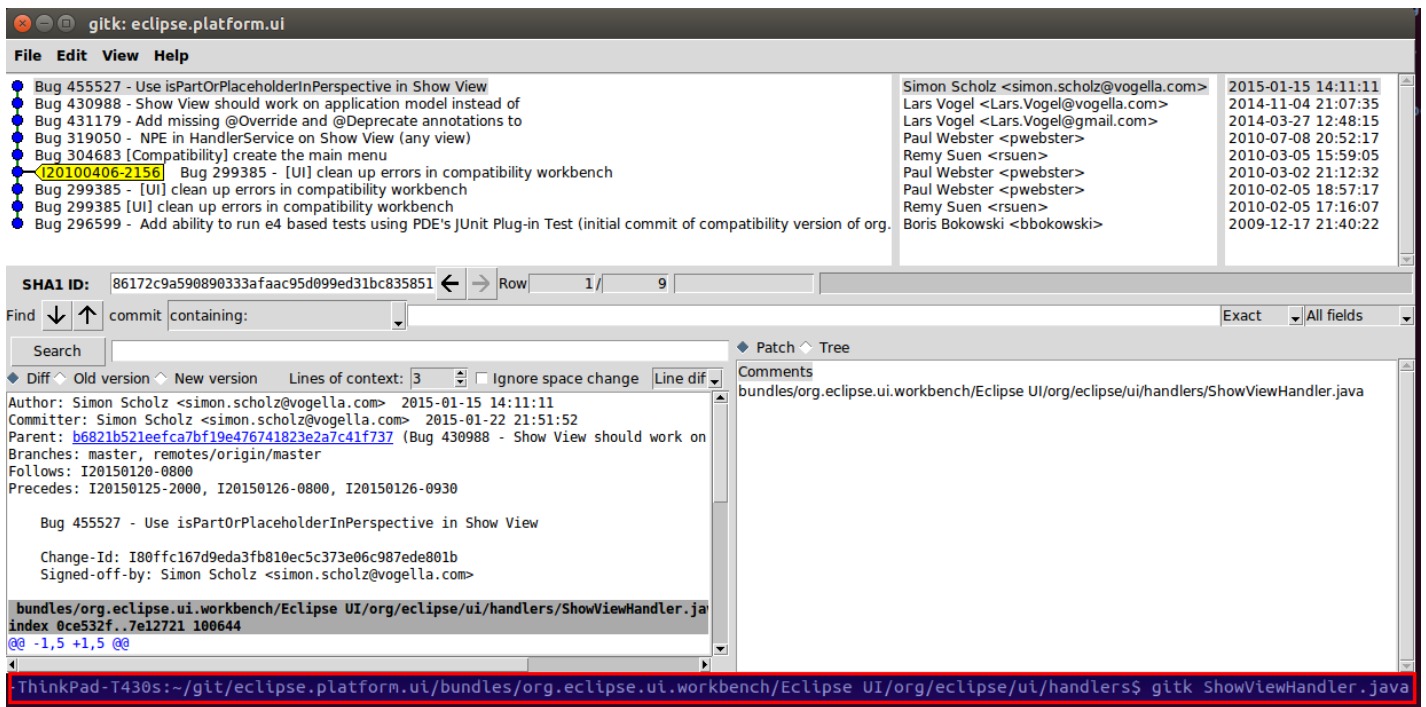 gitk: eclipse.platform.ui
File Edit View Help
Bug 455527 - Use isPartOrPlaceholderInPerspective in Show View Simon Scholz <simon.scholz@vogella.com> 2015-01-15 14:11:11
Bug 430988 - Show View should work on application model instead of Lars Vogel <Lars.Vogel@vogella.com> 2014-11-04 21:07:35
Bug 431179 - Add missing @Override and @Deprecate annotations to Lars Vogel <Lars.Vogel@gmail.com> 2014-03-27 12:48:15
Bug 319050 - NPE in HandlerService on Show View (any view) Paul Webster <pwebster> 2010-07-08 20:52:17
Bug 304683 [Compatibility] create the main menu Remy Suen <rsuen> 2010-03-05 15:59:05
I20100406-2156 Bug 299385 - [UI] clean up errors in compatibility workbench Paul Webster <pwebster> 2010-03-02 21:12:32
Bug 299385 - [UI] clean up errors in compatibility workbench Paul Webster <pwebster> 2010-02-05 18:57:17
Bug 299385 [UI] clean up errors in compatibility workbench Remy Suen <rsuen> 2010-02-05 17:16:07
Bug 296599 - Add ability to run e4 based tests using PDE's JUnit Plug-in Test (initial commit of compatibility version of org. Boris Bokowski <bbokowski> 2009-12-17 21:40:22
SHA1 ID: 86172c9a590890333afaac95d099ed31bc835851 Row 1/ 9
Find commit containing: Exact All fields
Search
Diff Old version New version Lines of context: 3 Ignore space change Line dif
Author: Simon Scholz <simon.scholz@vogella.com> 2015-01-15 14:11:11
Committer: Simon Scholz <simon.scholz@vogella.com> 2015-01-22 21:51:52
Parent: b6821b521eefca7bf19e476741823e2a7c41f737 (Bug 430988 - Show View should work on
Branches: master, remotes/origin/master
Follows: I20150120-0800
Precedes: I20150125-2000, I20150126-0800, I20150126-0930
Bug 455527 - Use isPartOrPlaceholderInPerspective in Show View
Change-Id: I80ffc167d9eda3fb810ec5c373e06c987ede801b
Signed-off-by: Simon Scholz <simon.scholz@vogella.com>
bundles/org.eclipse.ui.workbench/Eclipse UI/org/eclipse/ui/handlers/ShowViewHandler.ja
index 0ce532f..7e12721 100644
@@ -1,5 +1,5 @@
Patch Tree
Comments
bundles/org.eclipse.ui.workbench/Eclipse UI/org/eclipse/ui/handlers/ShowViewHandler.java
-ThinkPad-T430s:~/git/eclipse.platform.ui/bundles/org.eclipse.ui.workbench/Eclipse UI/org/eclipse/ui/handlers$ gitk ShowViewHandler.java